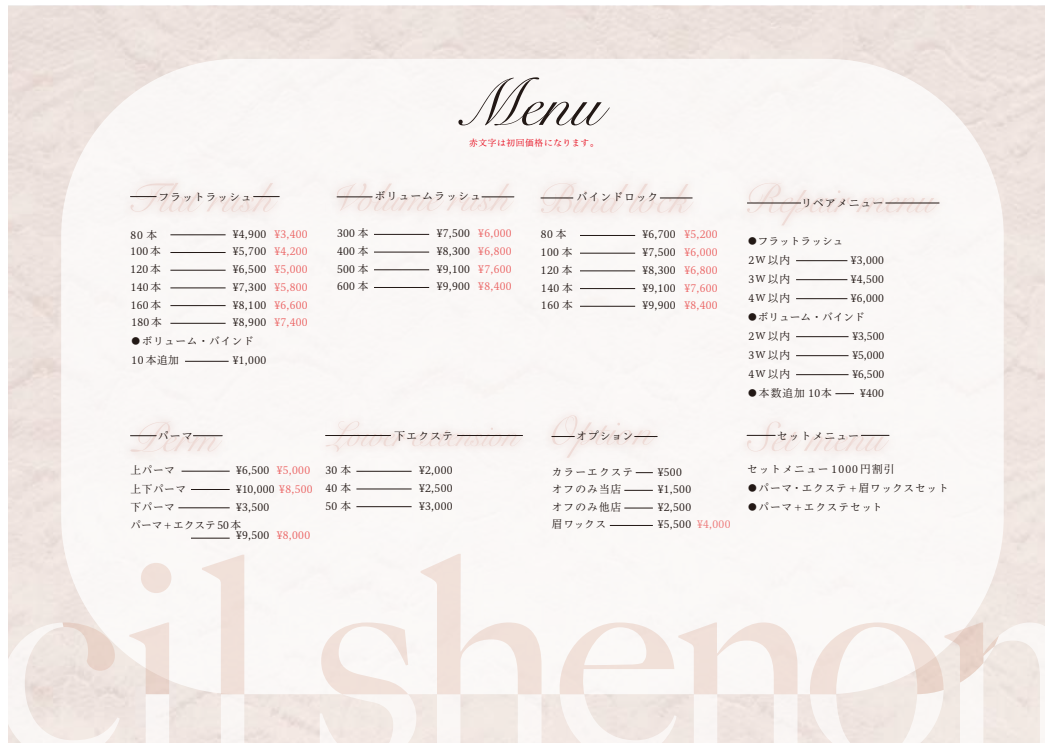 Menu
赤文字は初回価格になります。
Flat rush
フラットラッシュ
80本 ¥4,900 ¥3,400
100本 ¥5,700 ¥4,200
120本 ¥6,500 ¥5,000
140本 ¥7,300 ¥5,800
160本 ¥8,100 ¥6,600
180本 ¥8,900 ¥7,400
●ボリューム・バインド
10本追加 ¥1,000
Volume rush
ボリュームラッシュ
300本 ¥7,500 ¥6,000
400本 ¥8,300 ¥6,800
500本 ¥9,100 ¥7,600
600本 ¥9,900 ¥8,400
Bind lock
バインドロック
80本 ¥6,700 ¥5,200
100本 ¥7,500 ¥6,000
120本 ¥8,300 ¥6,800
140本 ¥9,100 ¥7,600
160本 ¥9,900 ¥8,400
Repair menu
リペアメニュー
●フラットラッシュ
2W以内 ¥3,000
3W以内 ¥4,500
4W以内 ¥6,000
●ボリューム・バインド
2W以内 ¥3,500
3W以内 ¥5,000
4W以内 ¥6,500
●本数追加 10本 ¥400
Perm
パーマ
上パーマ ¥6,500 ¥5,000
上下パーマ ¥10,000 ¥8,500
下パーマ ¥3,500
パーマ+エクステ50本
¥9,500 ¥8,000
下エクステ
30本 ¥2,000
40本 ¥2,500
50本 ¥3,000
Option
オプション
カラーエクステ ¥500
オフのみ当店 ¥1,500
オフのみ他店 ¥2,500
眉ワックス ¥5,500 ¥4,000
Set menu
セットメニュー
セットメニュー1000円割引
●パーマ・エクステ+眉ワックスセット
●パーマ+エクステセット
cil shenon